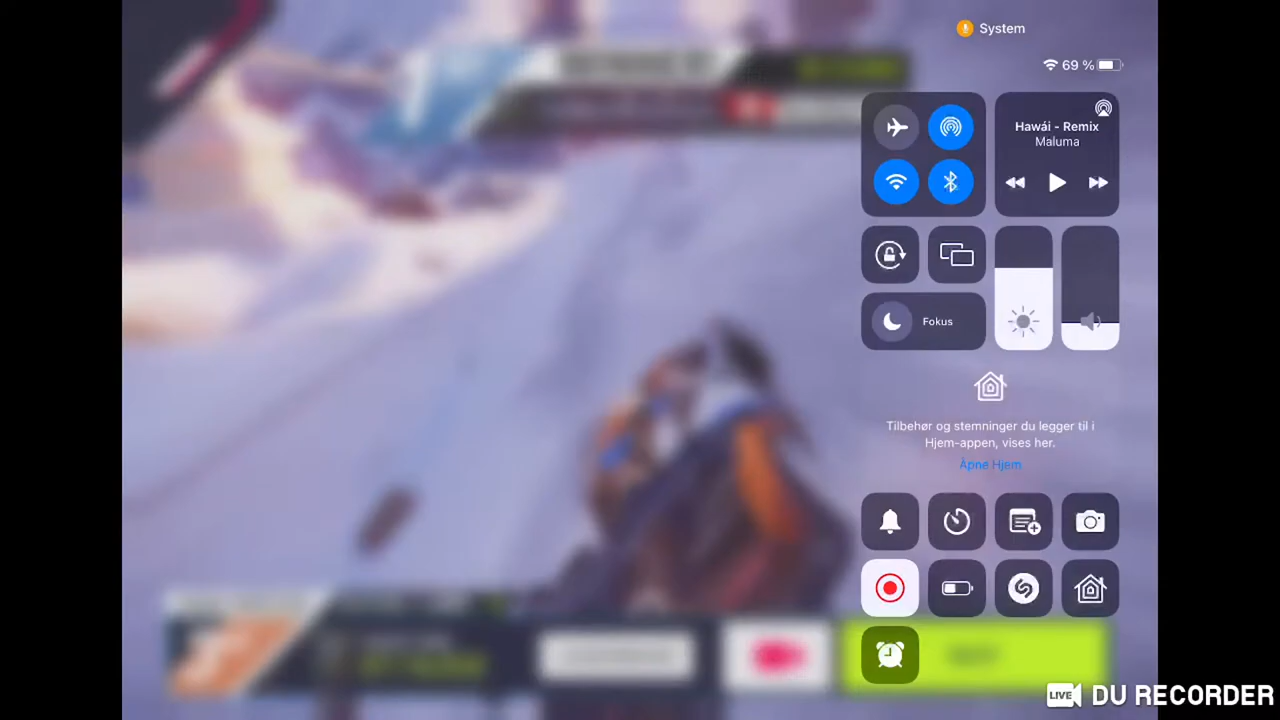 System
69 %
Hawái - Remix
Maluma
Fokus
Tilbehør og stemninger du legger til i
Hjem-appen, vises her.
Åpne Hjem
LIVE DU RECORDER